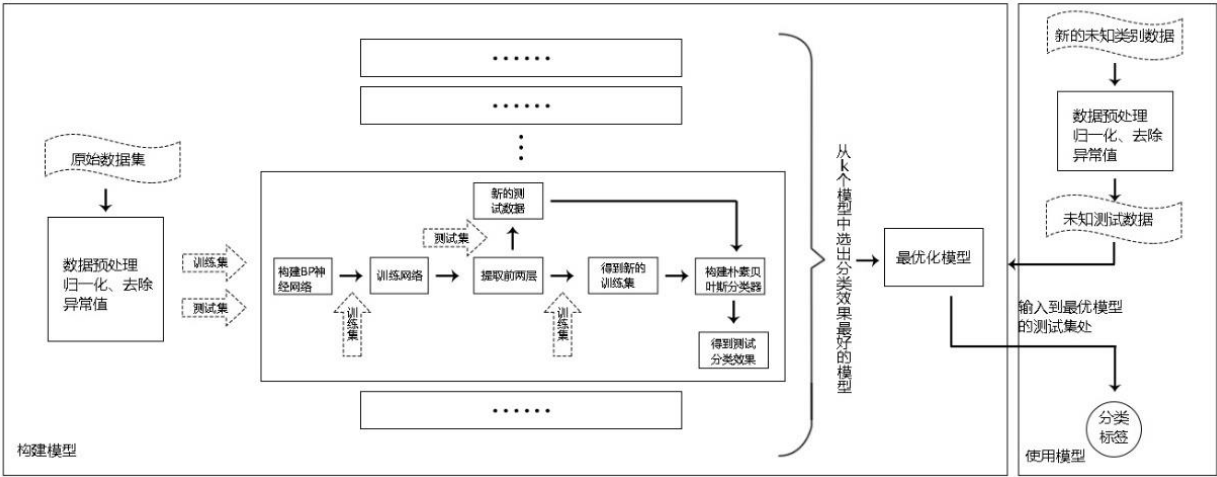 原始数据集
数据预处理
归一化、去除
异常值
训练集
测试集
······
······
构建BP神
经网络
训练集
训练网络
测试集
提取前两层
新的测
试数据
训练集
得到新的
训练集
构建朴素贝
叶斯分类器
得到测试
分类效果
······
从k个模型中选出分类效果最好的模型
最优化模型
构建模型
新的未知类别数据
数据预处理
归一化、去除
异常值
未知测试数据
输入到最优模型
的测试集处
分类
标签
使用模型